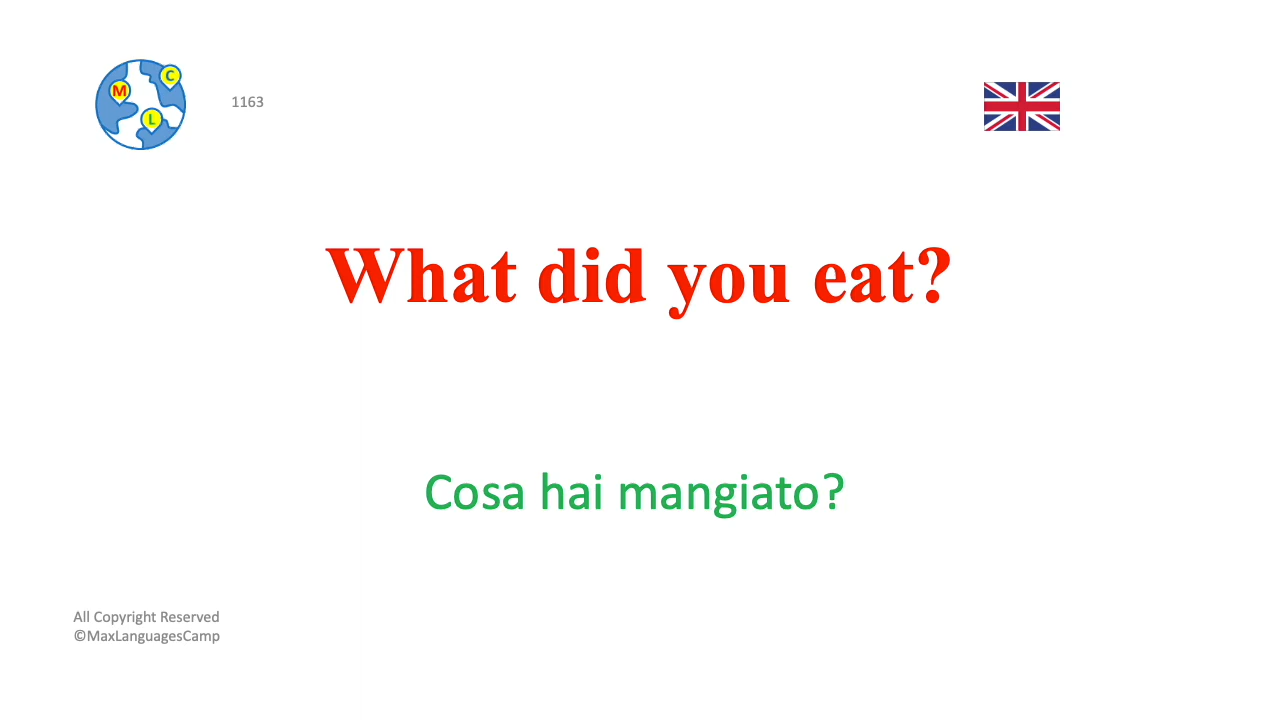 M
C
L
1163
What did you eat?
Cosa hai mangiato?
All Copyright Reserved
©MaxLanguagesCamp